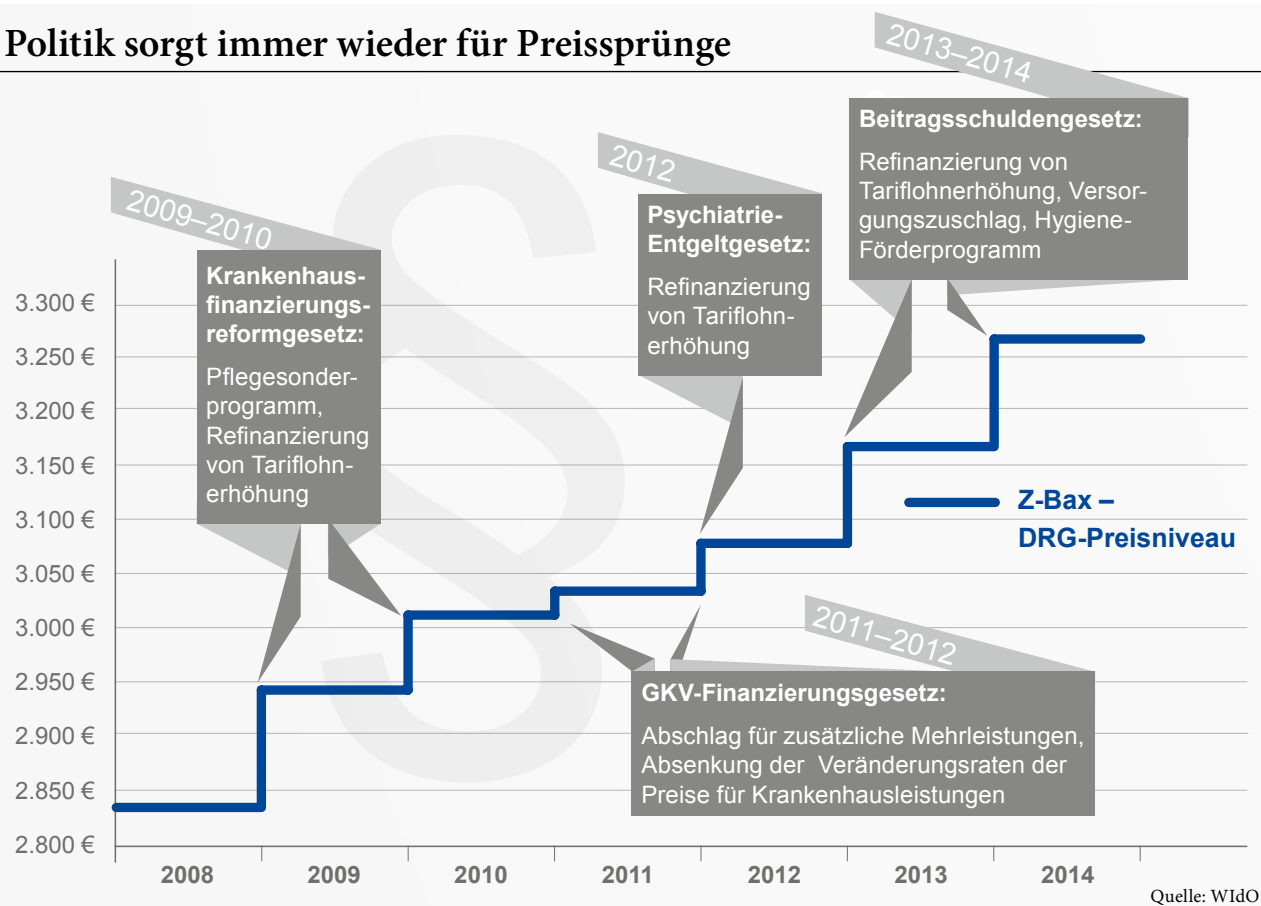 Politik sorgt immer wieder für Preissprünge
2013–2014
Beitragsschuldengesetz:
Refinanzierung von
Tariflohnerhöhung, Versor-
gungszuschlag, Hygiene-
Förderprogramm
2012
Psychiatrie-
Entgeltgesetz:
Refinanzierung
von Tariflohn-
erhöhung
2009–2010
Krankenhaus-
finanzierungs-
reformgesetz:
Pflegesonder-
programm,
Refinanzierung
von Tariflohn-
erhöhung
3.300 €
3.250 €
3.200 €
3.150 €
3.100 €
3.050 €
3.000 €
2.950 €
2.900 €
2.850 €
2.800 €
Z-Bax –
DRG-Preisniveau
2011–2012
GKV-Finanzierungsgesetz:
Abschlag für zusätzliche Mehrleistungen,
Absenkung der Veränderungsraten der
Preise für Krankenhausleistungen
2008 2009 2010 2011 2012 2013 2014
Quelle: WIdO